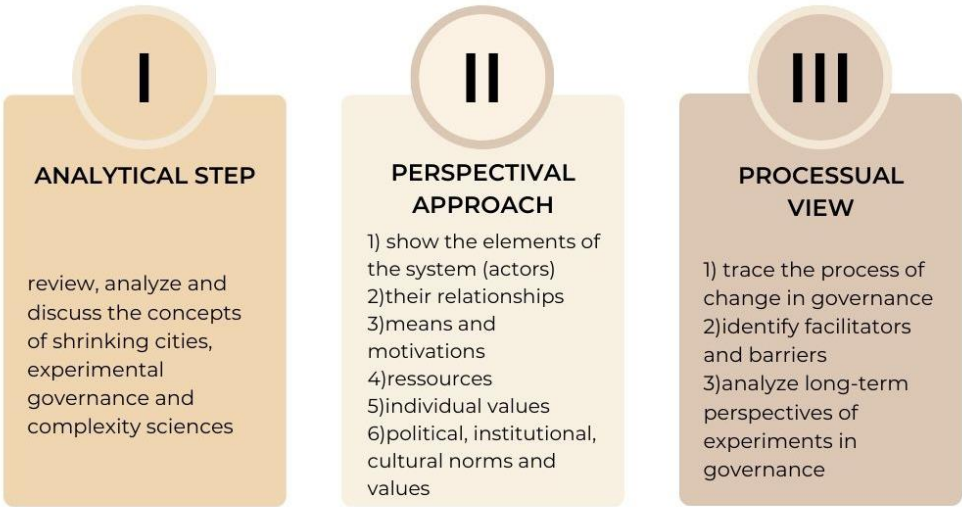 I
ANALYTICAL STEP
review, analyze and
discuss the concepts
of shrinking cities,
experimental
governance and
complexity sciences
II
PERSPECTIVAL
APPROACH
1) show the elements of
the system (actors)
2)their relationships
3)means and
motivations
4)ressources
5)individual values
6)political, institutional,
cultural norms and
values
III
PROCESSUAL
VIEW
1) trace the process of
change in governance
2)identify facilitators
and barriers
3)analyze long-term
perspectives of
experiments in
governance